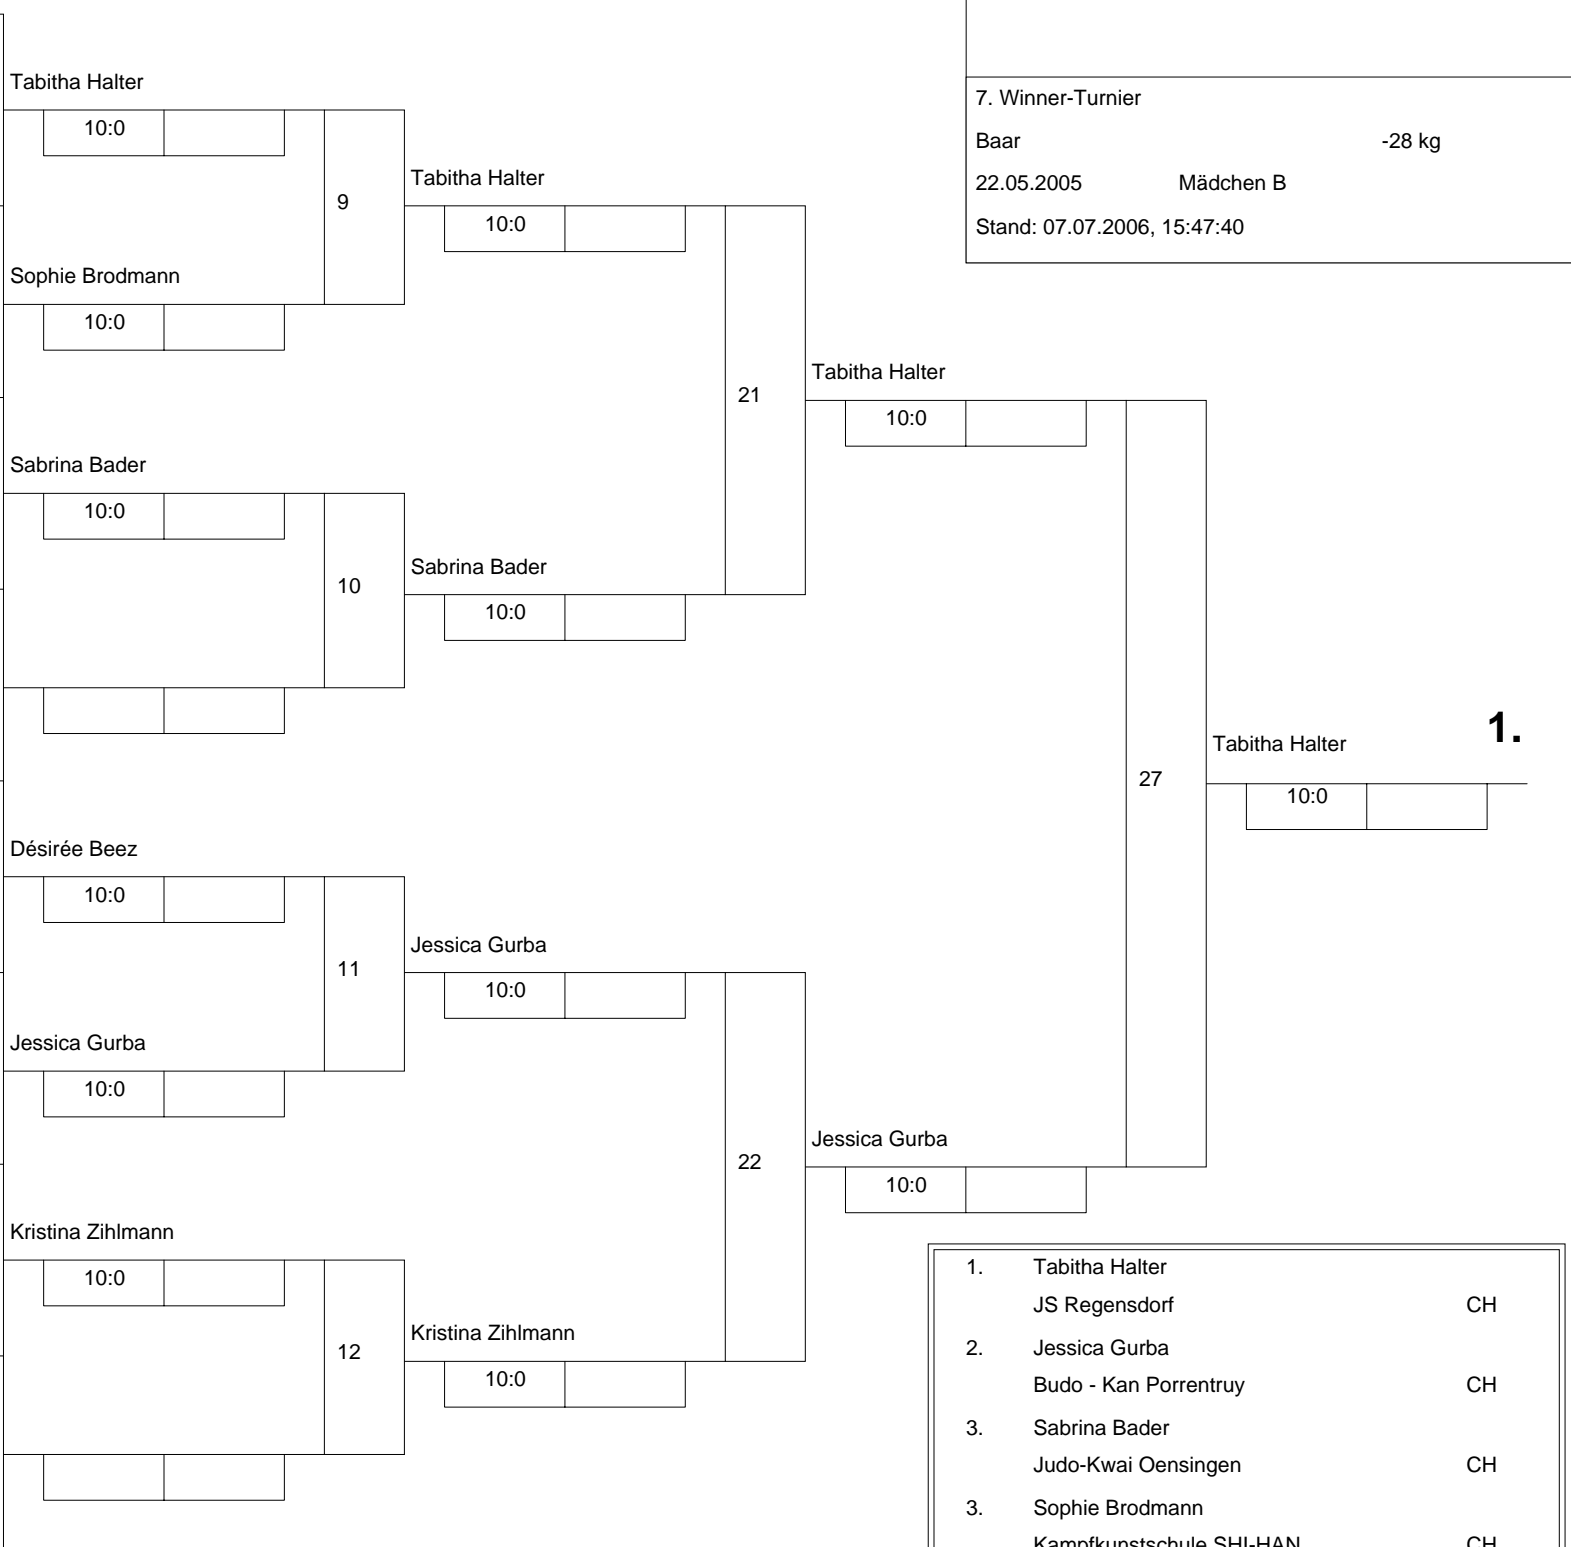 7. Winner-Turnier
Baar -28 kg
22.05.2005 Mädchen B
Stand: 07.07.2006, 15:47:40
Tabitha Halter
10:0
9
Sophie Brodmann
10:0
Sabrina Bader
10:0
10
Désirée Beez
10:0
11
Jessica Gurba
10:0
Kristina Zihlmann
10:0
12
Tabitha Halter
10:0
21
Sabrina Bader
10:0
Jessica Gurba
10:0
22
Kristina Zihlmann
10:0
Tabitha Halter
10:0
27
Jessica Gurba
10:0
Tabitha Halter 1.
10:0
1. Tabitha Halter
JS Regensdorf CH
2. Jessica Gurba
Budo - Kan Porrentruy CH
3. Sabrina Bader
Judo-Kwai Oensingen CH
3. Sophie Brodmann
Kampfkunstschule SHI-HAN CH